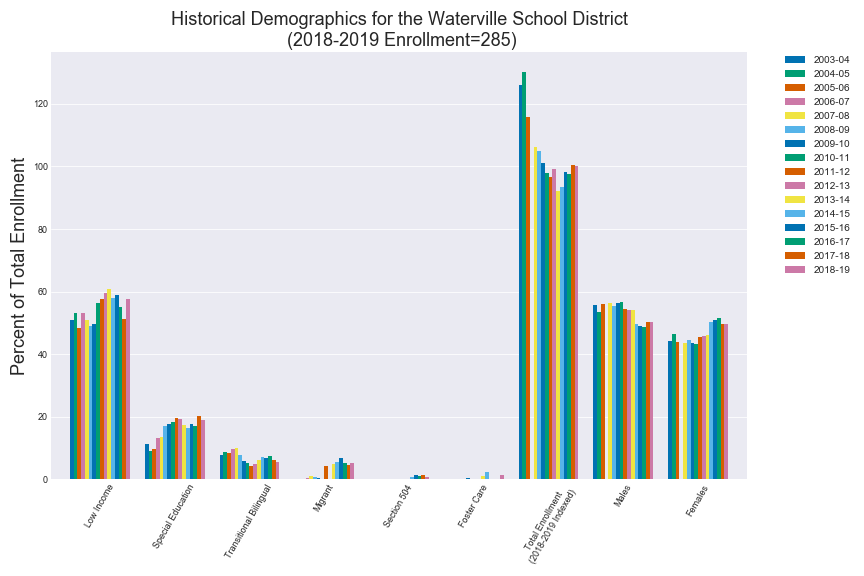 Historical Demographics for the Waterville School District
(2018-2019 Enrollment=285)
Percent of Total Enrollment
120
100
80
60
40
20
0
Low Income
Special Education
Transitional Bilingual
Migrant
Section 504
Foster Care
Total Enrollment
(2018-2019 Indexed)
Males
Females
2003-04
2004-05
2005-06
2006-07
2007-08
2008-09
2009-10
2010-11
2011-12
2012-13
2013-14
2014-15
2015-16
2016-17
2017-18
2018-19